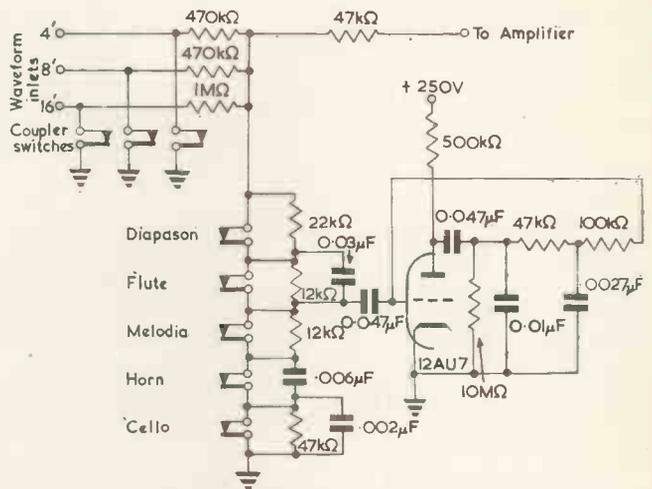 470kΩ
47kΩ
4'
To Amplifier
470kΩ
8'
1MΩ
16'
Waveform
inlets
Coupler
switches
+ 250V
500kΩ
0·047μF
47kΩ
100kΩ
22kΩ
0·03μF
Diapason
Flute
12kΩ
0·047μF
0·01μF
·0027μF
Melodia
12kΩ
12AU7
10MΩ
Horn
·006μF
'Cello
·002μF
47kΩ